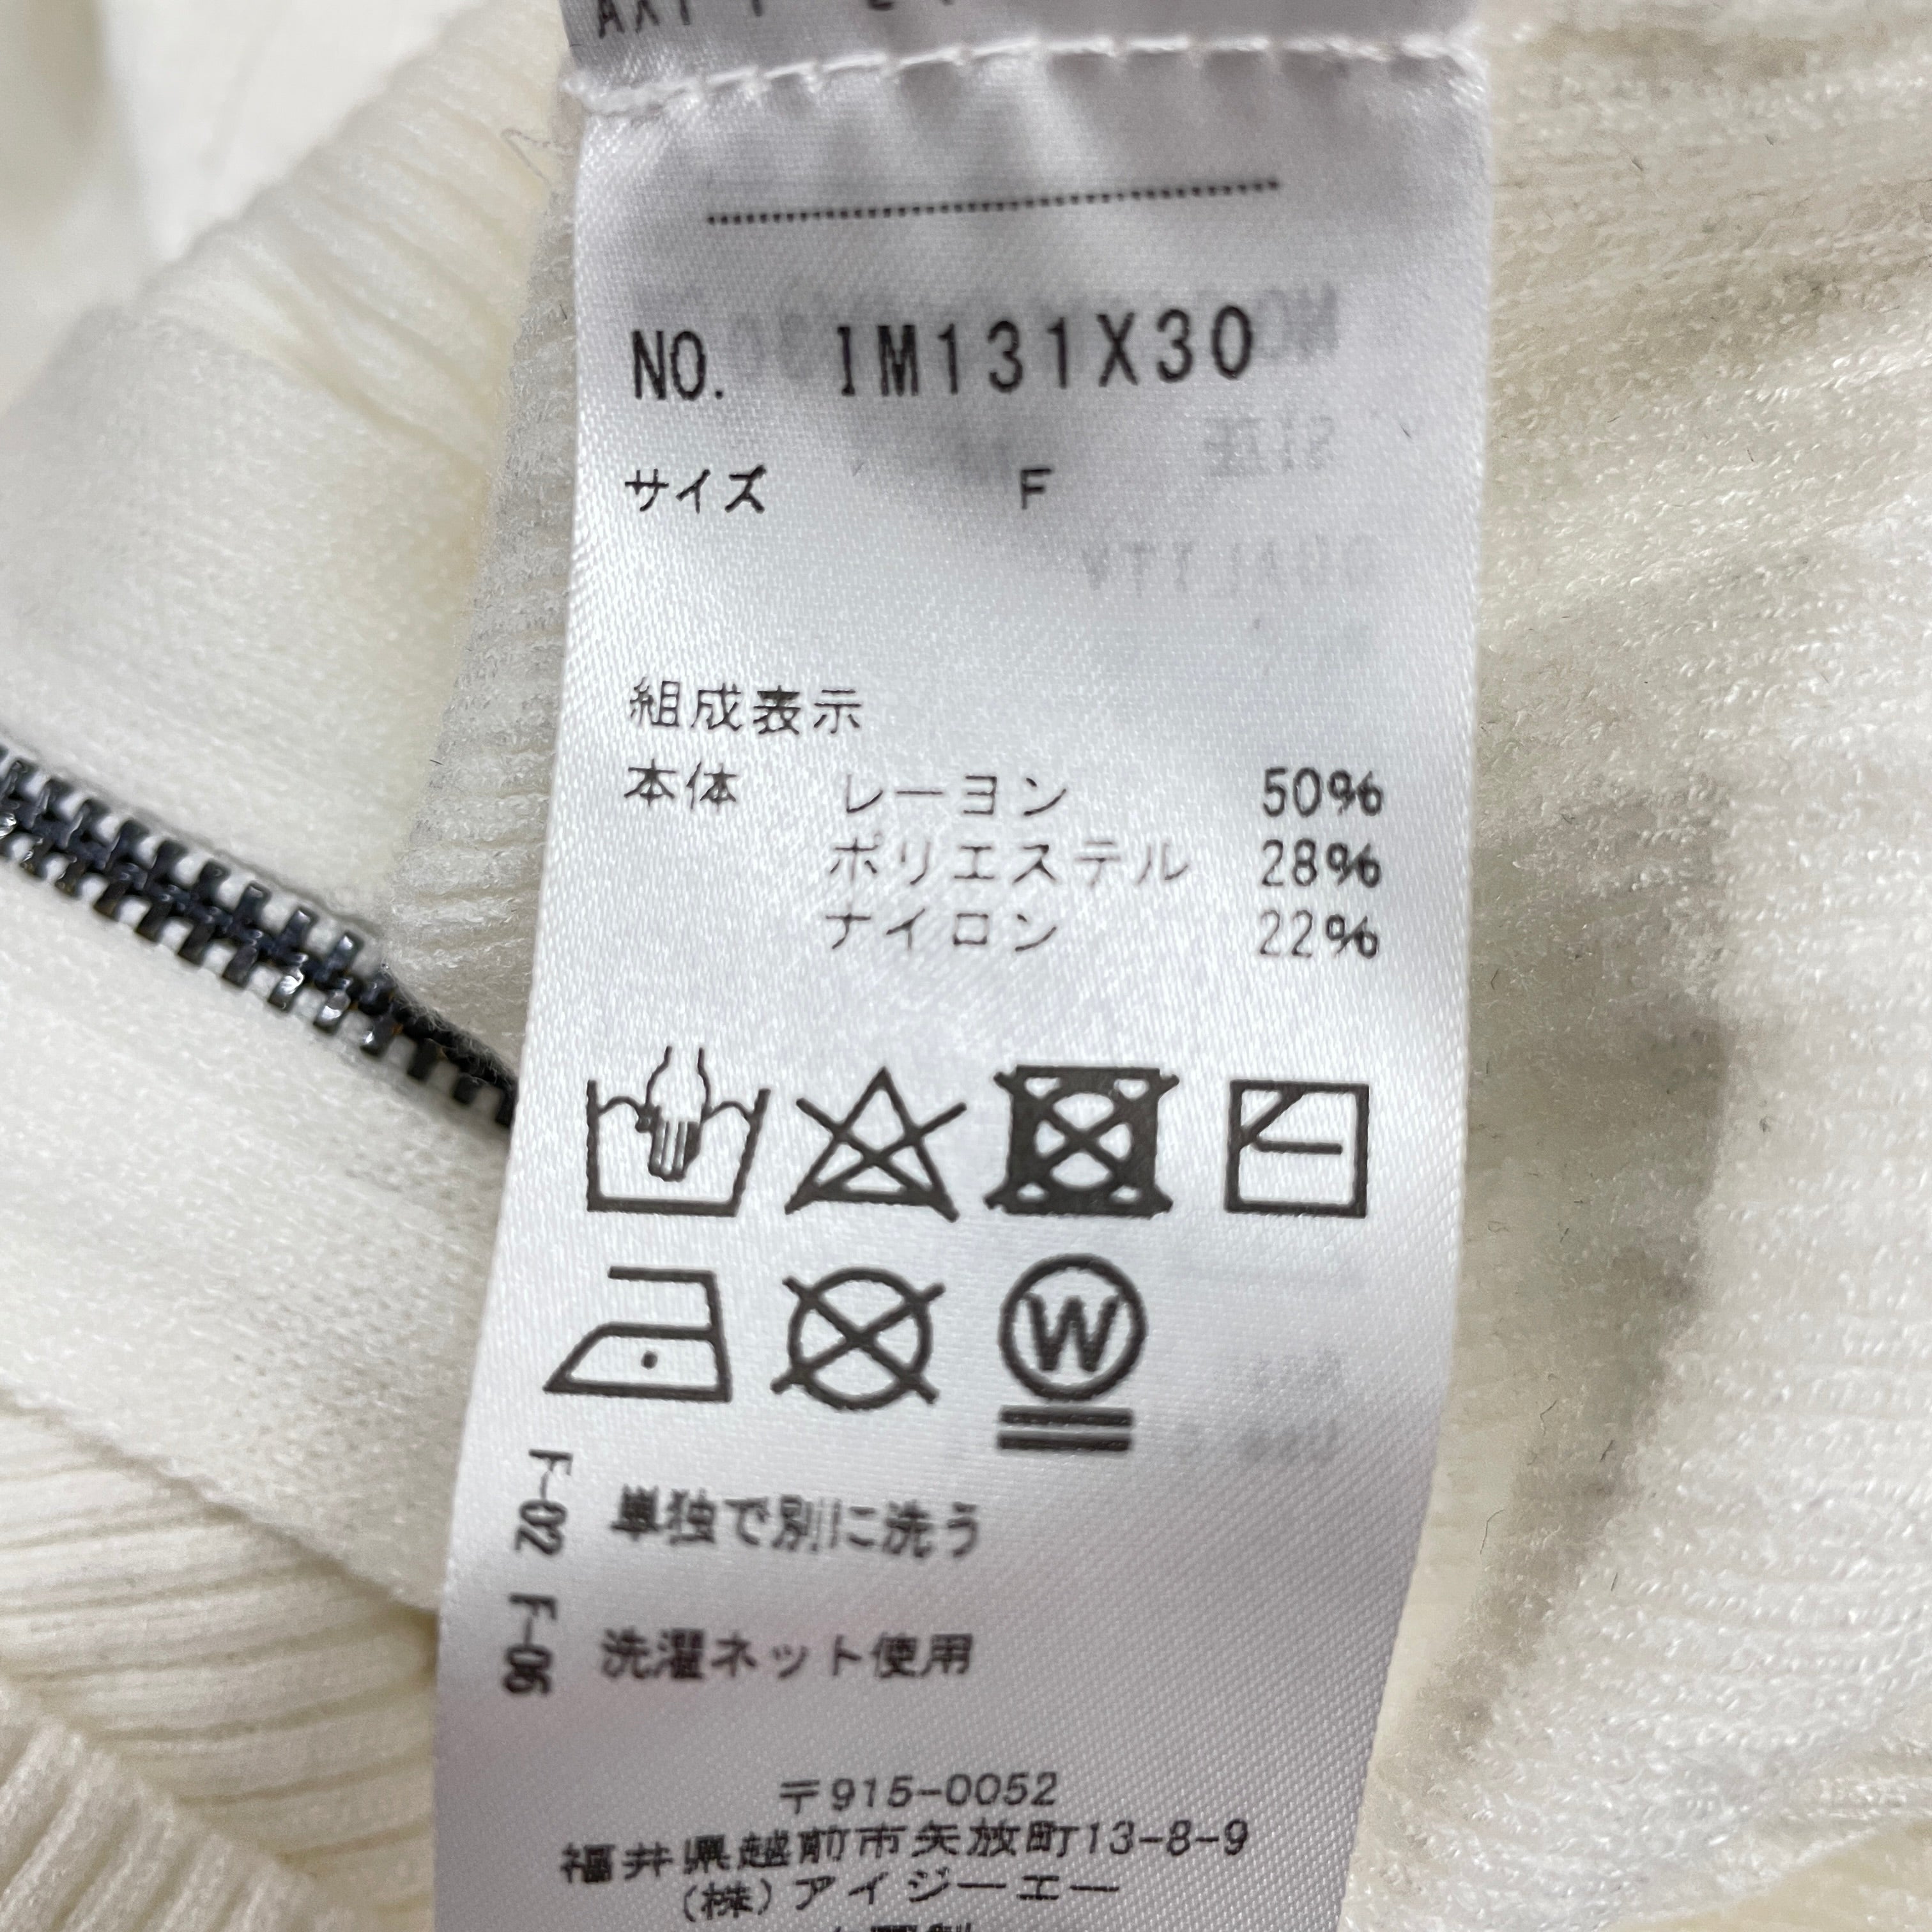 NO. IM131X30
サイズ F
組成表示
本体 レーヨン 50%
ポリエステル 28%
ナイロン 22%
W
F-02 単独で別に洗う
F-06 洗濯ネット使用
〒915-0052
福井県越前市矢放町13-8-9
(株)アイジーエー